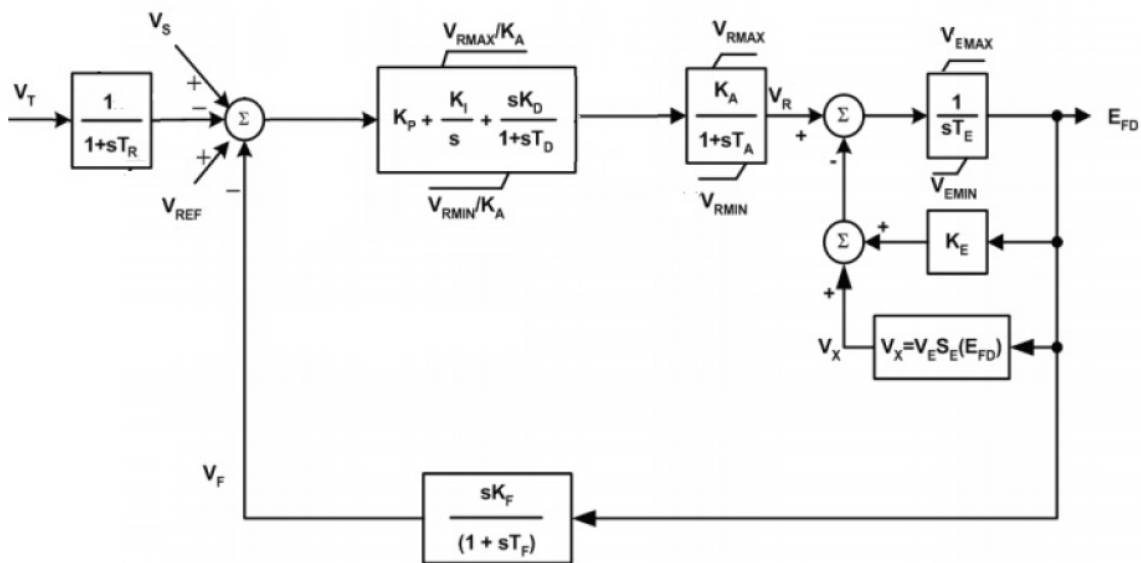 V_S
V_T
1
1+sT_R
+
−
Σ
+
−
V_REF
V_RMAX/K_A
K_P + K_I/s + sK_D/1+sT_D
V_RMIN/K_A
V_RMAX
K_A
1+sT_A
V_RMIN
V_R
+
Σ
-
V_EMAX
1
sT_E
V_EMIN
E_FD
Σ
+
K_E
+
V_X
V_X=V_ES_E(E_FD)
V_F
sK_F
(1 + sT_F)